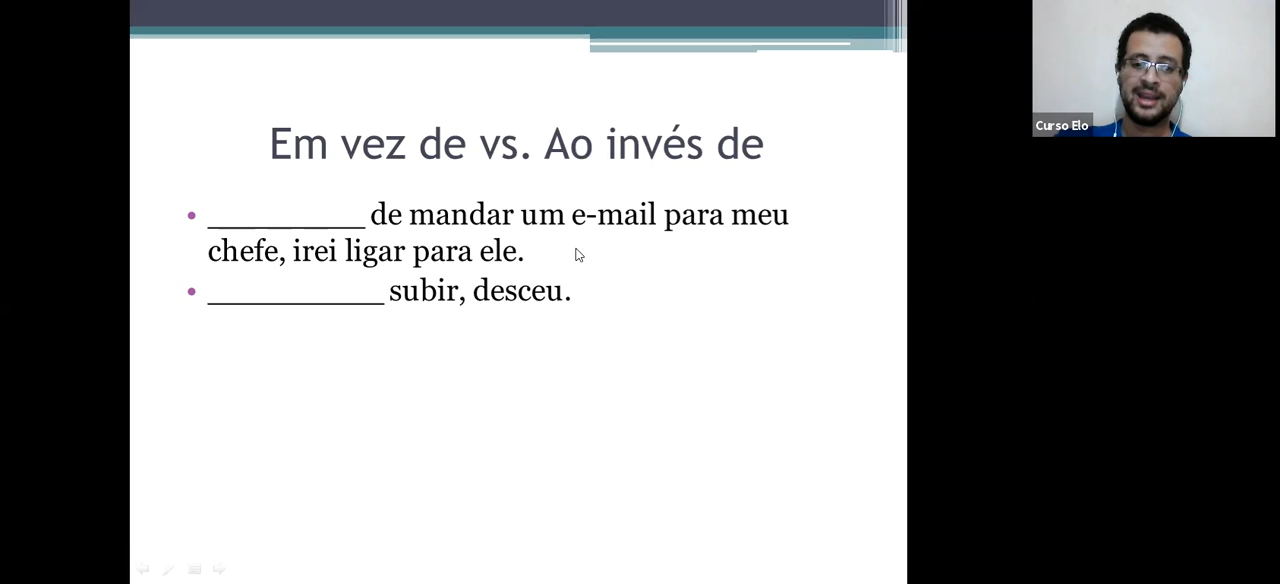 Em vez de vs. Ao invés de
• _________ de mandar um e-mail para meu
chefe, irei ligar para ele.
• __________ subir, desceu.
Curso Elo